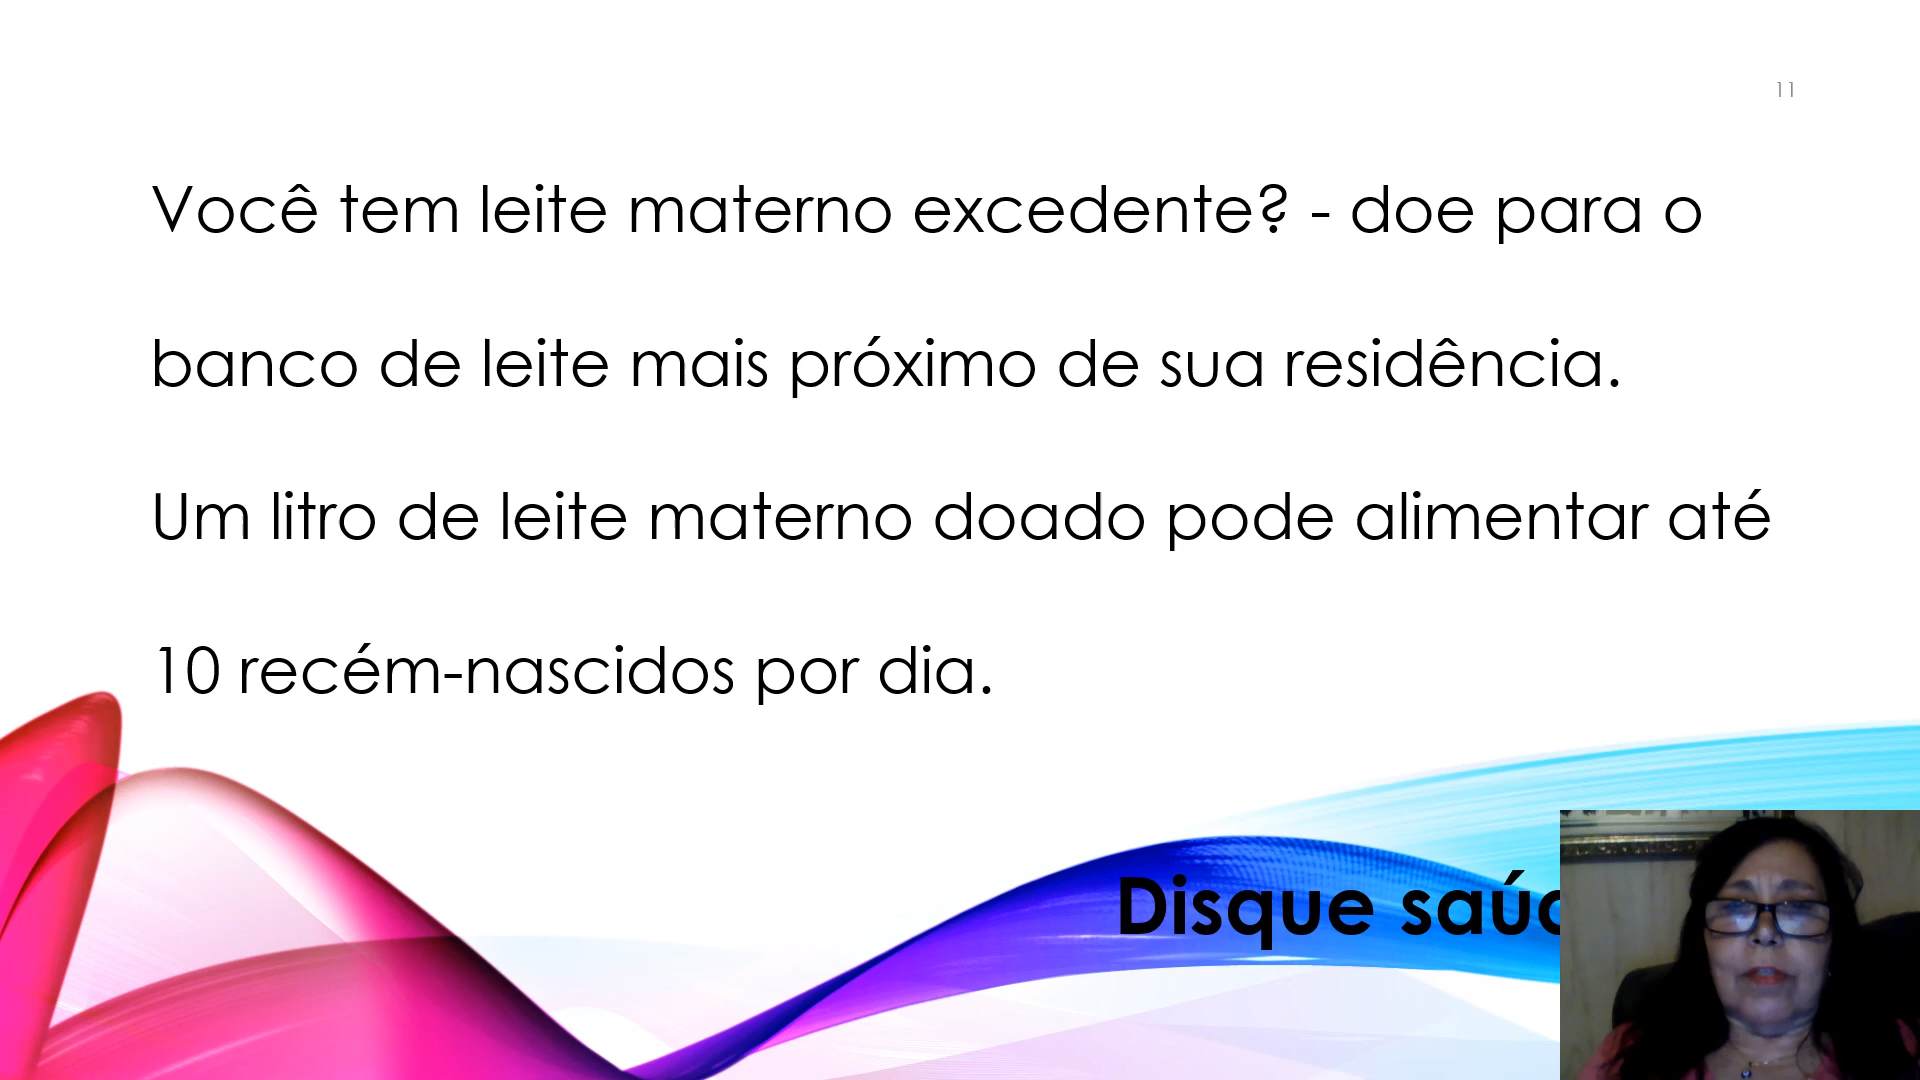 11
Você tem leite materno excedente? - doe para o
banco de leite mais próximo de sua residência.
Um litro de leite materno doado pode alimentar até
10 recém-nascidos por dia.
Disque